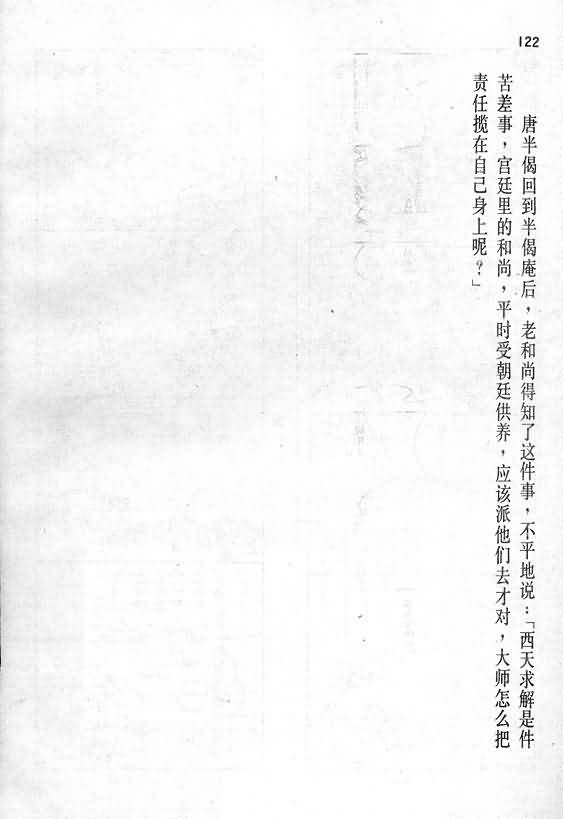 122
唐半偈回到半偈庵后，老和尚得知了这件事，不平地说：「西天求解是件
苦差事，宫廷里的和尚，平时受朝廷供养，应该派他们去才对，大师怎么把
责任揽在自己身上呢？」